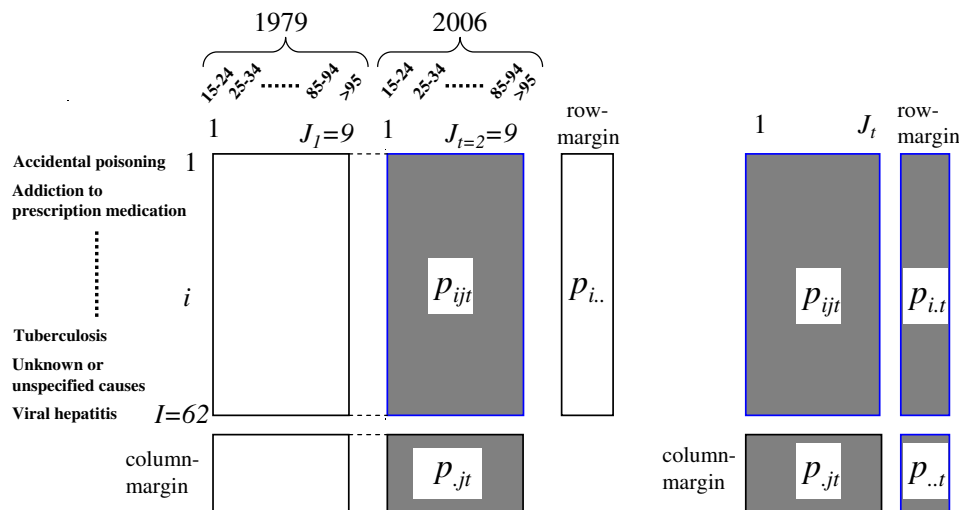 1979 2006
15-24 25-34 ...... 85-94 >95 15-24 25-34 ...... 85-94 >95
row-
margin
row-
margin
1 J1=9 1 Jt=2=9 1 Jt
Accidental poisoning 1
Addiction to
prescription medication
i pijt pi.. pijt pi.t
Tuberculosis
Unknown or
unspecified causes
Viral hepatitis I=62
column-
margin
p.jt
column-
margin
p.jt p..t